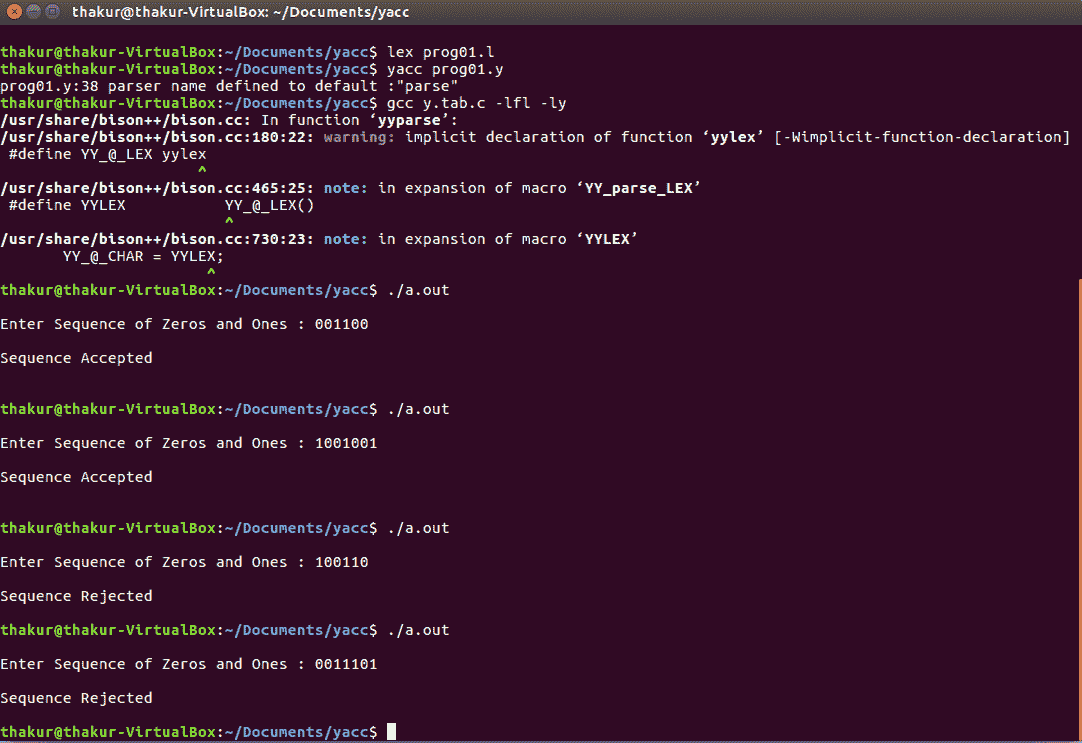 thakur@thakur-VirtualBox: ~/Documents/yacc
thakur@thakur-VirtualBox:~/Documents/yacc$ lex prog01.l
thakur@thakur-VirtualBox:~/Documents/yacc$ yacc prog01.y
prog01.y:38 parser name defined to default :"parse"
thakur@thakur-VirtualBox:~/Documents/yacc$ gcc y.tab.c -lfl -ly
/usr/share/bison++/bison.cc: In function ‘yyparse’:
/usr/share/bison++/bison.cc:180:22: warning: implicit declaration of function ‘yylex’ [-Wimplicit-function-declaration]
 #define YY_@_LEX yylex
                      ^
/usr/share/bison++/bison.cc:465:25: note: in expansion of macro ‘YY_parse_LEX’
 #define YYLEX           YY_@_LEX()
                         ^
/usr/share/bison++/bison.cc:730:23: note: in expansion of macro ‘YYLEX’
       YY_@_CHAR = YYLEX;
                       ^
thakur@thakur-VirtualBox:~/Documents/yacc$ ./a.out
Enter Sequence of Zeros and Ones : 001100
Sequence Accepted
thakur@thakur-VirtualBox:~/Documents/yacc$ ./a.out
Enter Sequence of Zeros and Ones : 1001001
Sequence Accepted
thakur@thakur-VirtualBox:~/Documents/yacc$ ./a.out
Enter Sequence of Zeros and Ones : 100110
Sequence Rejected
thakur@thakur-VirtualBox:~/Documents/yacc$ ./a.out
Enter Sequence of Zeros and Ones : 0011101
Sequence Rejected
thakur@thakur-VirtualBox:~/Documents/yacc$